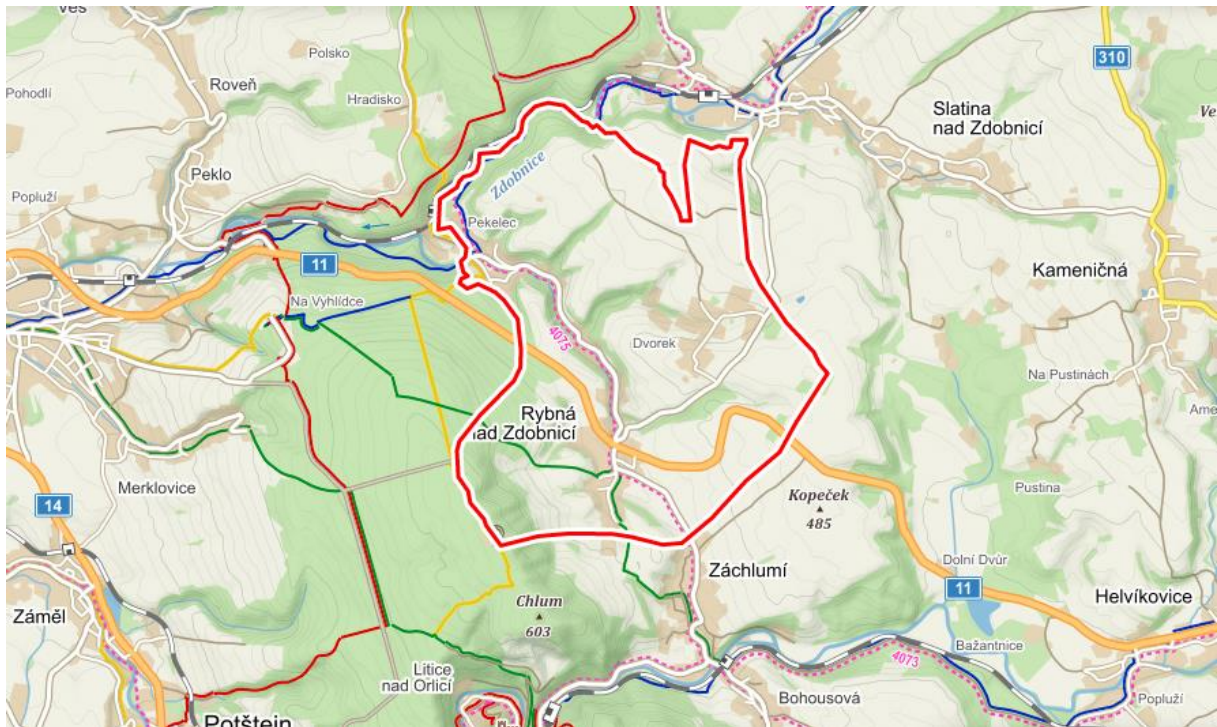 ves
Polsko
310
Roveň
Pohodlí
Hradisko
Slatina
nad Zdobnicí
Peklo
Zdobnice
Popluží
Pekelec
11
Kameničná
Na Vyhlídce
4075
Dvorek
Na Pustinách
Rybná
nad Zdobnicí
Merklovice
Kopeček
485
Pustina
14
Záchlumí
Dolní Dvůr
11
Helvíkovice
Záměl
Chlum
603
Bažantnice
Litice
nad Orlicí
4073
Bohousová
Popluží
Potštejn